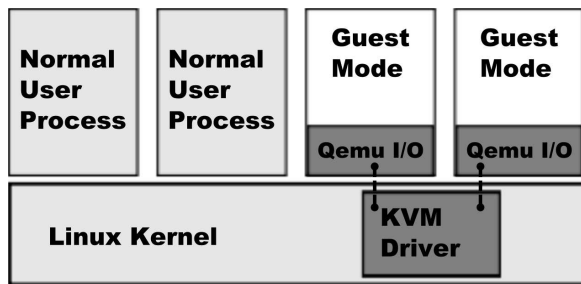 Normal
User
Process
Normal
User
Process
Guest
Mode
Qemu I/O
Guest
Mode
Qemu I/O
Linux Kernel
KVM
Driver